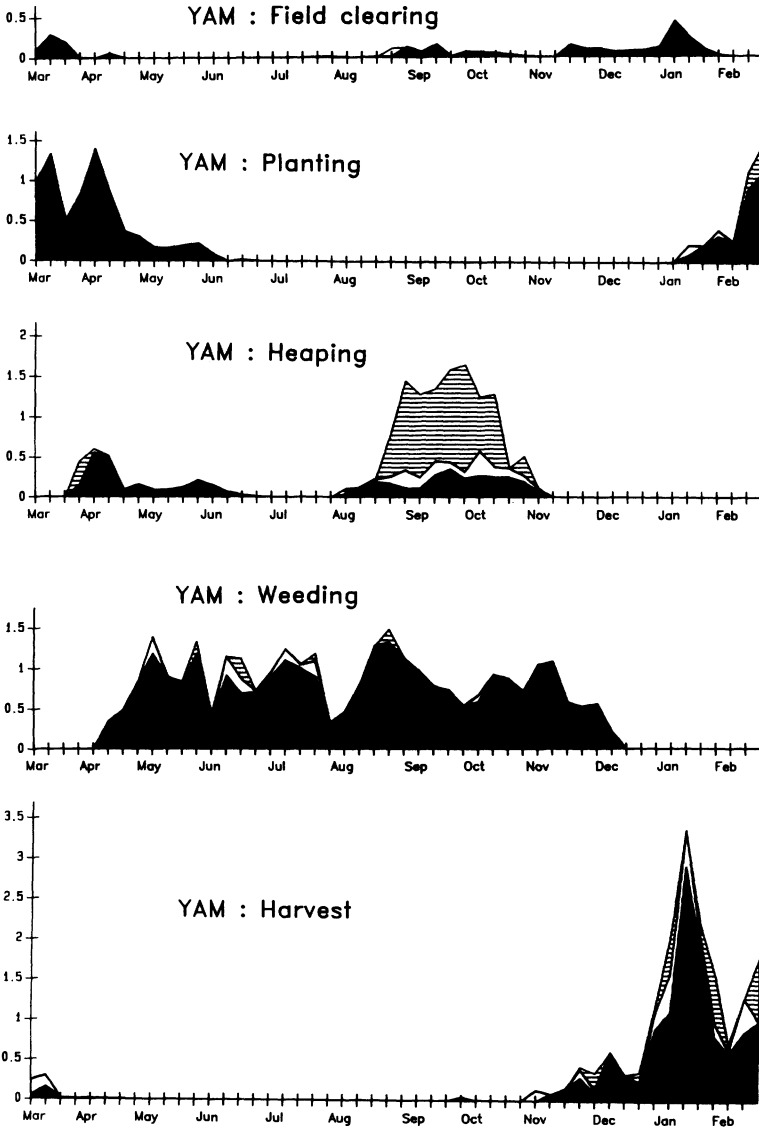 YAM : Field clearing
0.5
0
Mar Apr May Jun Jul Aug Sep Oct Nov Dec Jan Feb
YAM : Planting
1.5
1
0.5
0
Mar Apr May Jun Jul Aug Sep Oct Nov Dec Jan Feb
YAM : Heaping
2
1.5
1
0.5
0
Mar Apr May Jun Jul Aug Sep Oct Nov Dec Jan Feb
YAM : Weeding
1.5
1
0.5
0
Mar Apr May Jun Jul Aug Sep Oct Nov Dec Jan Feb
YAM : Harvest
3.5
3
2.5
2
1.5
1
0.5
0
Mar Apr May Jun Jul Aug Sep Oct Nov Dec Jan Feb